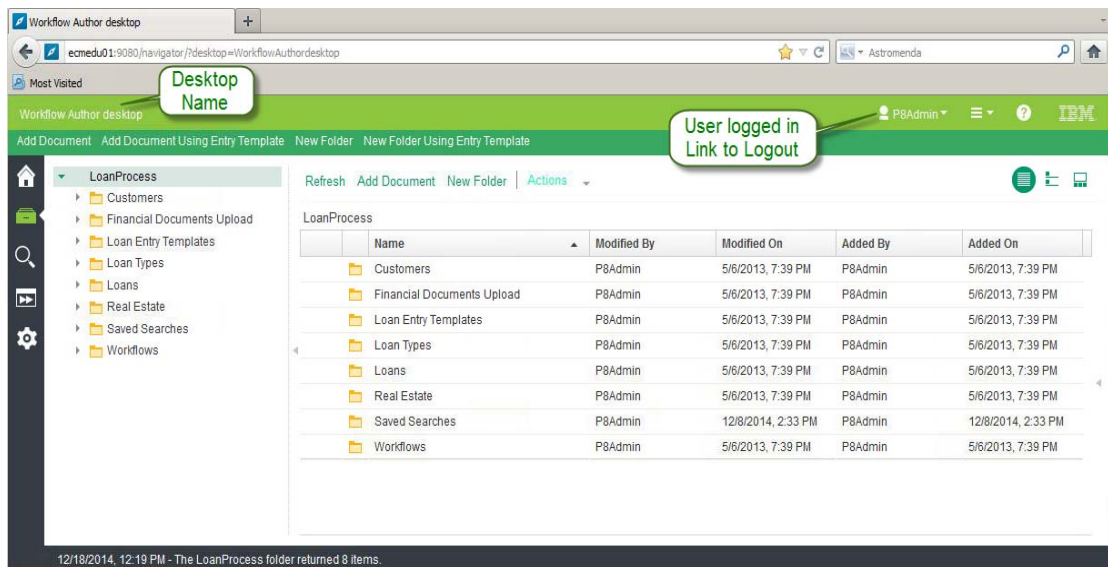 Workflow Author desktop
ecmedu01:9080/navigator/?desktop=WorkflowAuthordesktop
Astromenda
Most Visited
Desktop
Name
Workflow Author desktop
User logged in
Link to Logout
P8Admin
IBM
Add Document Add Document Using Entry Template New Folder New Folder Using Entry Template
LoanProcess
Customers
Financial Documents Upload
Loan Entry Templates
Loan Types
Loans
Real Estate
Saved Searches
Workflows
Refresh Add Document New Folder Actions
LoanProcess
Name Modified By Modified On Added By Added On
Customers P8Admin 5/6/2013, 7:39 PM P8Admin 5/6/2013, 7:39 PM
Financial Documents Upload P8Admin 5/6/2013, 7:39 PM P8Admin 5/6/2013, 7:39 PM
Loan Entry Templates P8Admin 5/6/2013, 7:39 PM P8Admin 5/6/2013, 7:39 PM
Loan Types P8Admin 5/6/2013, 7:39 PM P8Admin 5/6/2013, 7:39 PM
Loans P8Admin 5/6/2013, 7:39 PM P8Admin 5/6/2013, 7:39 PM
Real Estate P8Admin 5/6/2013, 7:39 PM P8Admin 5/6/2013, 7:39 PM
Saved Searches P8Admin 12/8/2014, 2:33 PM P8Admin 12/8/2014, 2:33 PM
Workflows P8Admin 5/6/2013, 7:39 PM P8Admin 5/6/2013, 7:39 PM
12/18/2014, 12:19 PM - The LoanProcess folder returned 8 items.